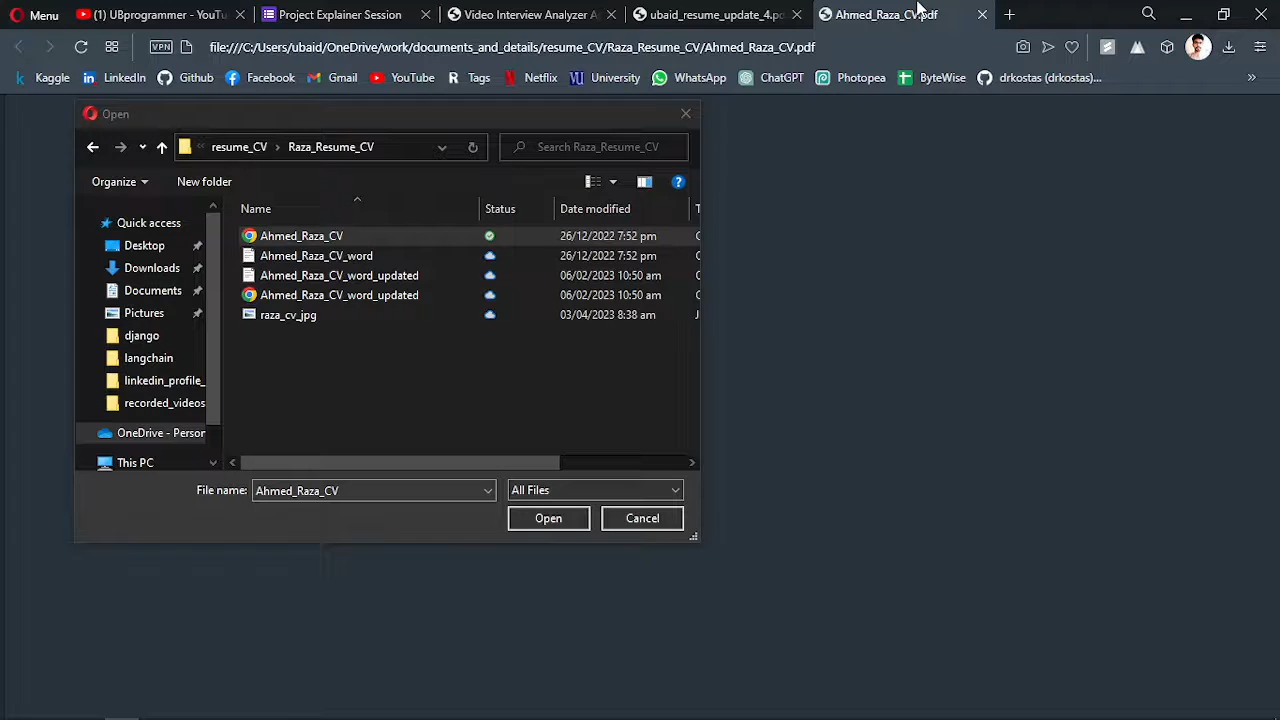 Menu
(1) UBprogrammer - YouTu
Project Explainer Session
Video Interview Analyzer Ag
ubaid_resume_update_4.pd
Ahmed_Raza_CV.pdf
VPN
file:///C:/Users/ubaid/OneDrive/work/documents_and_details/resume_CV/Raza_Resume_CV/Ahmed_Raza_CV.pdf
Kaggle LinkedIn Github Facebook Gmail YouTube Tags Netflix University WhatsApp ChatGPT Photopea ByteWise drkostas (drkostas)...
Open
resume_CV Raza_Resume_CV
Search Raza_Resume_CV
Organize New folder
Name Status Date modified
Quick access
Desktop
Downloads
Documents
Pictures
django
langchain
linkedin_profile_
recorded_videos
OneDrive - Person
This PC
Ahmed_Raza_CV 26/12/2022 7:52 pm
Ahmed_Raza_CV_word 26/12/2022 7:52 pm
Ahmed_Raza_CV_word_updated 06/02/2023 10:50 am
Ahmed_Raza_CV_word_updated 06/02/2023 10:50 am
raza_cv_jpg 03/04/2023 8:38 am
File name: Ahmed_Raza_CV All Files
Open Cancel